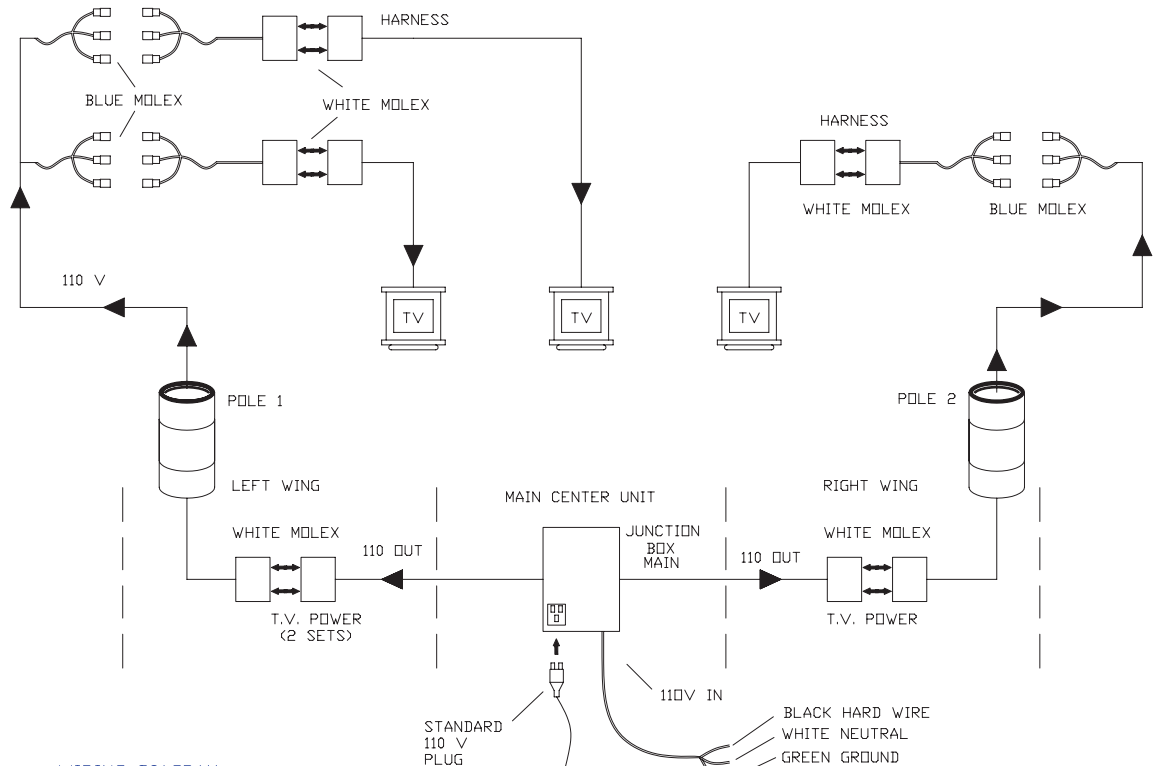 HARNESS
BLUE MOLEX
WHITE MOLEX
HARNESS
WHITE MOLEX
BLUE MOLEX
110 V
TV
TV
TV
POLE 1
POLE 2
LEFT WING
MAIN CENTER UNIT
RIGHT WING
WHITE MOLEX
110 OUT
JUNCTION
BOX
MAIN
110 OUT
WHITE MOLEX
T.V. POWER
(2 SETS)
T.V. POWER
110V IN
STANDARD
110 V
PLUG
BLACK HARD WIRE
WHITE NEUTRAL
GREEN GROUND